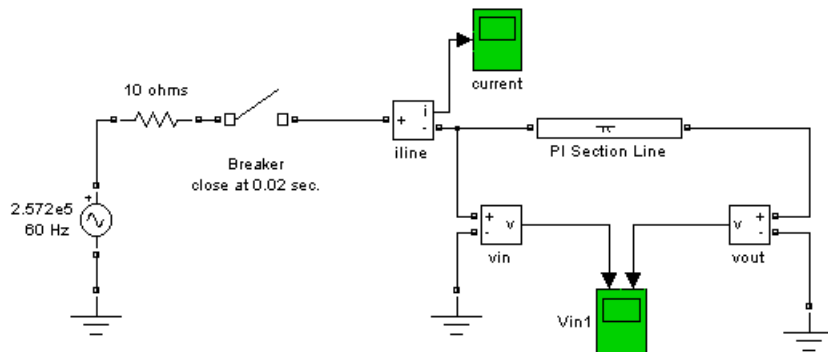 current
10 ohms
+
i
-
iline
Breaker
close at 0.02 sec.
PI Section Line
+
2.572e5
60 Hz
+
-
v
vin
v
+
-
vout
Vin1